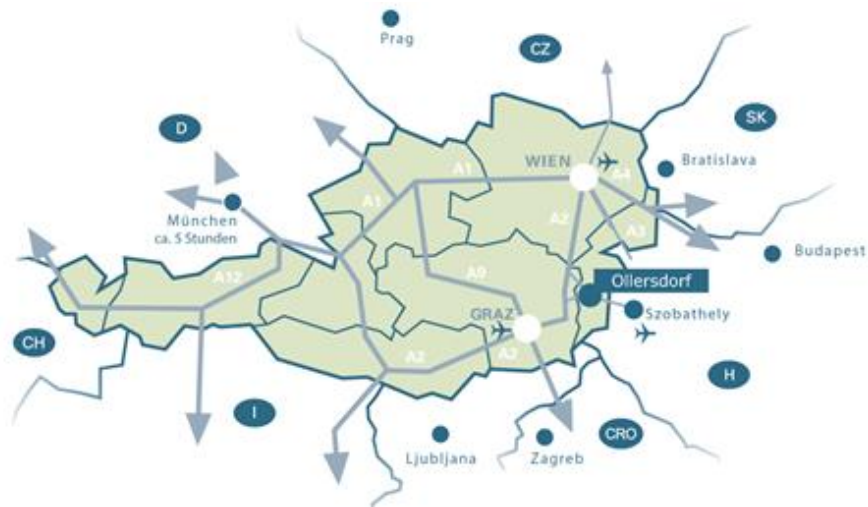 Prag
CZ
D
SK
WIEN
A1
A4
Bratislava
A1
München
ca. 5 Stunden
A2
A3
Budapest
A12
A9
Ollersdorf
GRAZ
Szobathely
CH
A2
A2
H
I
CRO
Ljubljana
Zagreb